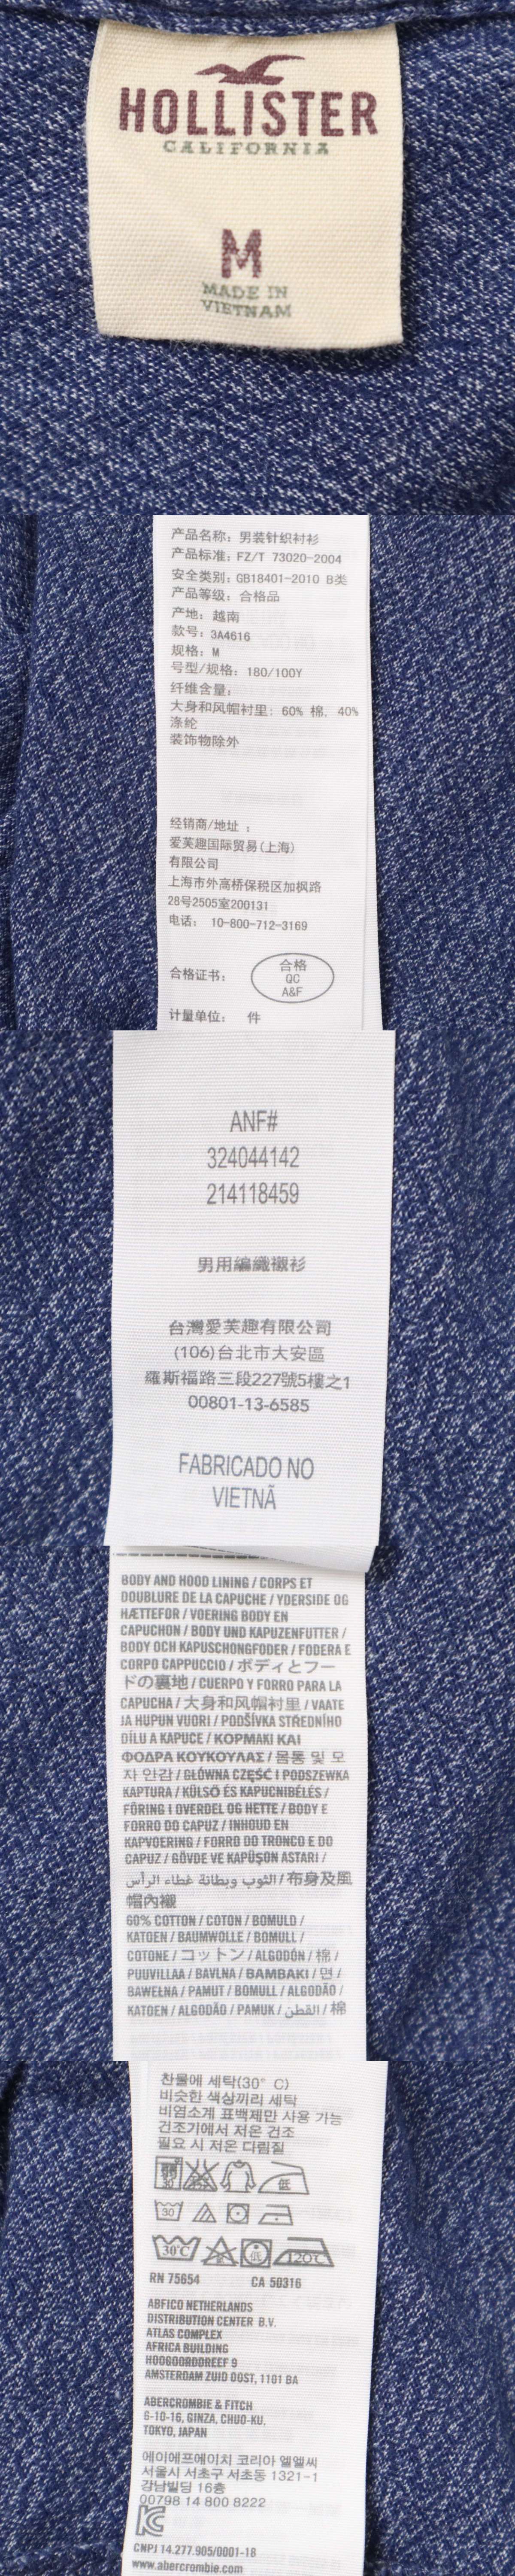 HOLLISTER
CALIFORNIA
M
MADE IN
VIETNAM
产品名称: 男装针织衬衫
产品标准: FZ/T 73020-2004
安全类别: GB18401-2010 B类
产品等级: 合格品
产地: 越南
款号: 3A4616
规格: M
号型/规格: 180/100Y
纤维含量:
大身和风帽衬里: 60% 棉, 40%
涤纶
装饰物除外
经销商/地址 :
爱芙趣国际贸易(上海)
有限公司
上海市外高桥保税区加枫路
28号2505室200131
电话: 10-800-712-3169
合格证书:
合格
QC
A&F
计量单位: 件
ANF#
324044142
214118459
男用編織襯衫
台灣愛芙趣有限公司
(106)台北市大安區
羅斯福路三段227號5樓之1
00801-13-6585
FABRICADO NO
VIETNÃ
BODY AND HOOD LINING / CORPS ET
DOUBLURE DE LA CAPUCHE / YDERSIDE OG
HÆTTEFOR / VOERING BODY EN
CAPUCHON / BODY UND KAPUZENFUTTER /
BODY OCH KAPUSCHONGFODER / FODERA E
CORPO CAPPUCCIO / ボディとフー
ドの裏地 / CUERPO Y FORRO PARA LA
CAPUCHA / 大身和风帽衬里 / VAATE
JA HUPUN VUORI / PODŠÍVKA STŘEDNÍHO
DÍLU A KAPUCE / ΚΟΡΜΑΚΙ ΚΑΙ
ΦΟΔΡΑ ΚΟΥΚΟΥΛΑΣ / 몸통 및 모
자 안감 / GŁÓWNA CZĘŚĆ I PODSZEWKA
KAPTURA / KÜLSŐ ÉS KAPUCNIBÉLÉS /
FÔRING I OVERDEL OG HETTE / BODY E
FORRO DO CAPUZ / INHOUD EN
KAPVOERING / FORRO DO TRONCO E DO
CAPUZ / GÖVDE VE KAPÜŞON ASTARI /
الثوب وبطانة غطاء الرأس / 布身及風
帽內襯
60% COTTON / COTON / BOMULD /
KATOEN / BAUMWOLLE / BOMULL /
COTONE / コットン / ALGODÓN / 棉 /
PUUVILLAA / BAVLNA / ΒΑΜΒΑΚΙ / 면 /
BAWEŁNA / PAMUT / BOMULL / ALGODÃO /
KATOEN / ALGODÃO / PAMUK / القطن / 棉
찬물에 세탁(30° C)
비슷한 색상끼리 세탁
비염소계 표백제만 사용 가능
건조기에서 저온 건조
필요 시 저온 다림질
30 低
30
30℃ 低 120℃
RN 75654 CA 50316
ABFICO NETHERLANDS
DISTRIBUTION CENTER B.V.
ATLAS COMPLEX
AFRICA BUILDING
HOOGOORDDREEF 9
AMSTERDAM ZUID OOST, 1101 BA
ABERCROMBIE & FITCH
6-10-16, GINZA, CHUO-KU,
TOKYO, JAPAN
에이에프에이치 코리아 엘엘씨
서울시 서초구 서초동 1321-1
강남빌딩 16층
00798 14 800 8222
CNPJ 14.277.905/0001-18
www.abercrombie.com